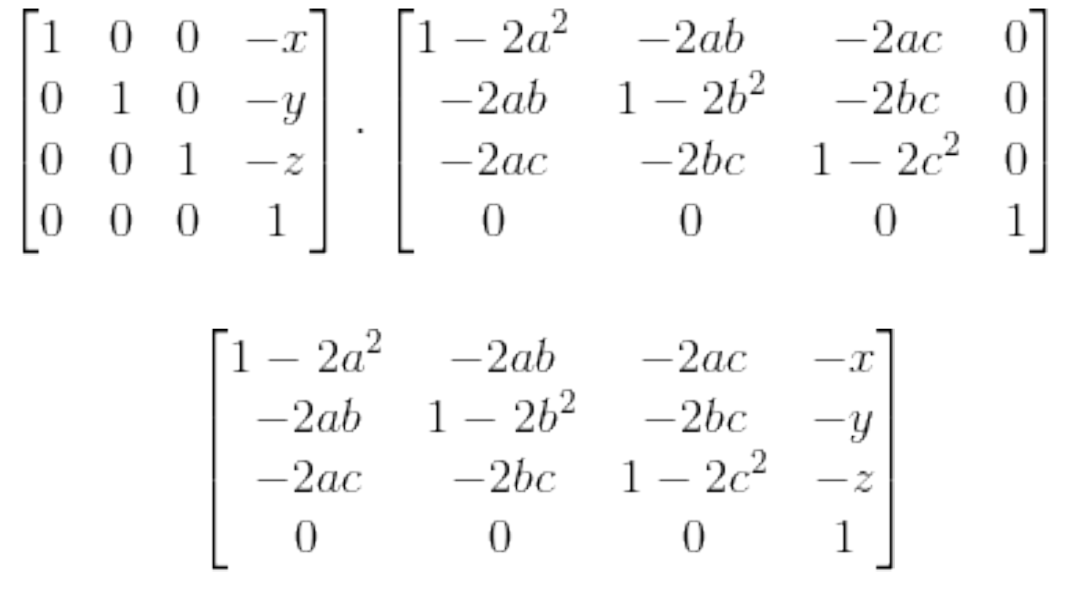 1 0 0 −x 1 − 2a² −2ab −2ac 0
0 1 0 −y −2ab 1 − 2b² −2bc 0
0 0 1 −z · −2ac −2bc 1 − 2c² 0
0 0 0 1 0 0 0 1
1 − 2a² −2ab −2ac −x
−2ab 1 − 2b² −2bc −y
−2ac −2bc 1 − 2c² −z
0 0 0 1